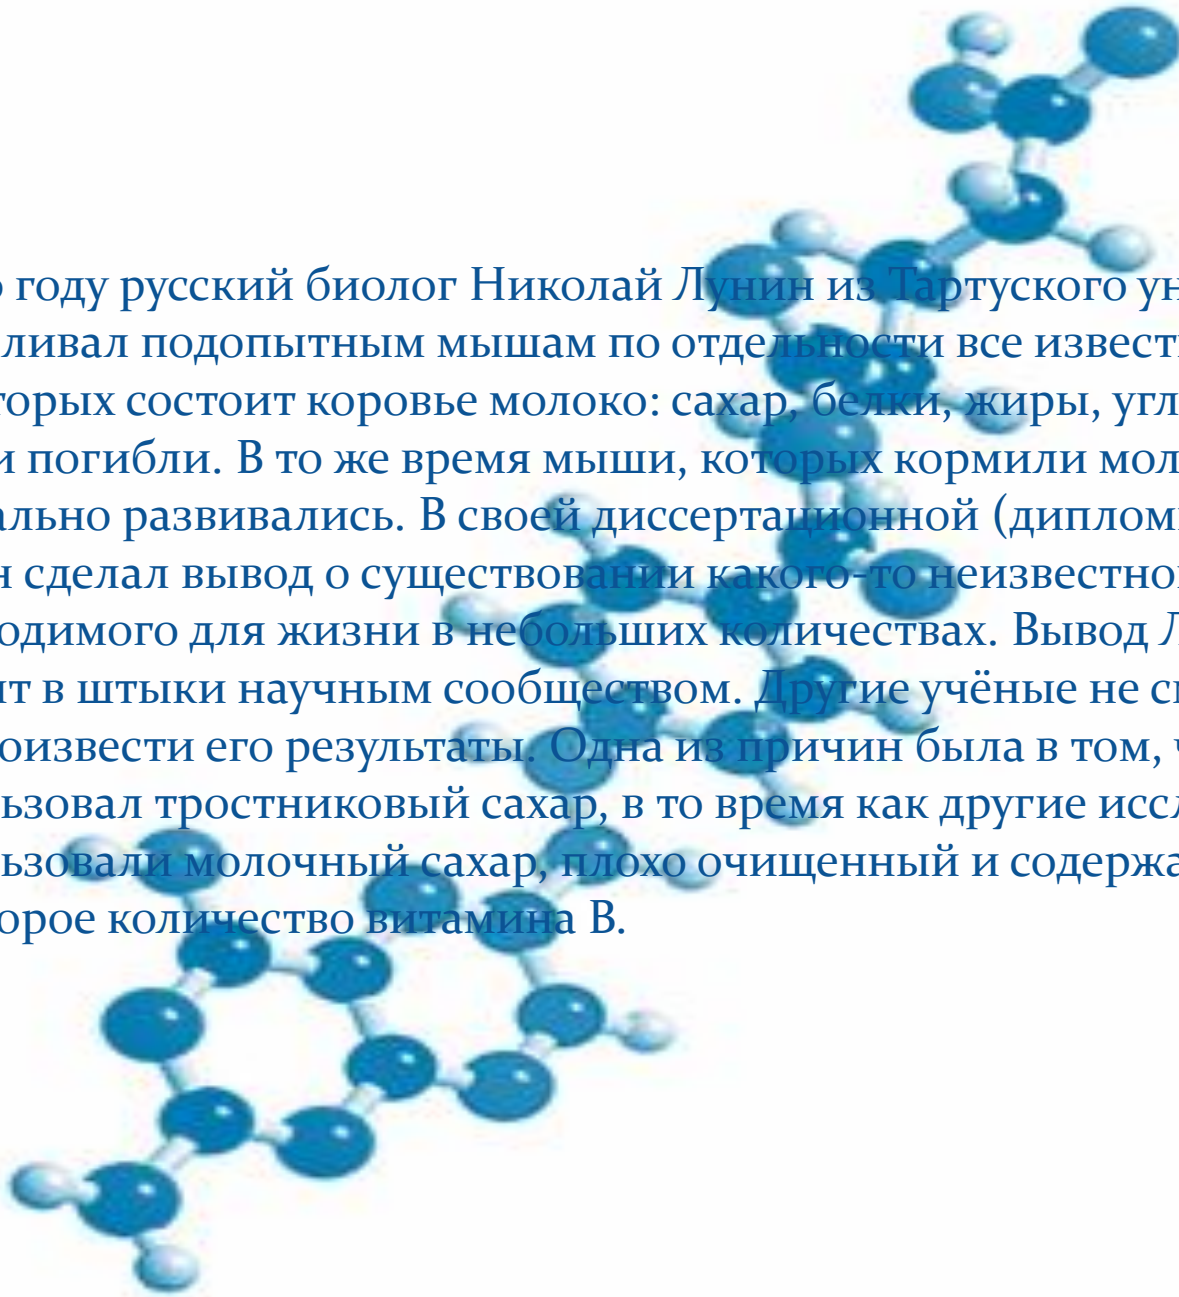 о году русский биолог Николай Лунин из Тартуского ун
ливал подопытным мышам по отдельности все извест
торых состоит коровье молоко: сахар, белки, жиры, угл
и погибли. В то же время мыши, которых кормили мол
ально развивались. В своей диссертационной (диплом
н сделал вывод о существовании какого-то неизвестно
одимого для жизни в небольших количествах. Вывод Л
ят в штыки научным сообществом. Другие учёные не с
оизвести его результаты. Одна из причин была в том, ч
ьзовал тростниковый сахар, в то время как другие иссл
ьзовали молочный сахар, плохо очищенный и содержа
орое количество витамина B.